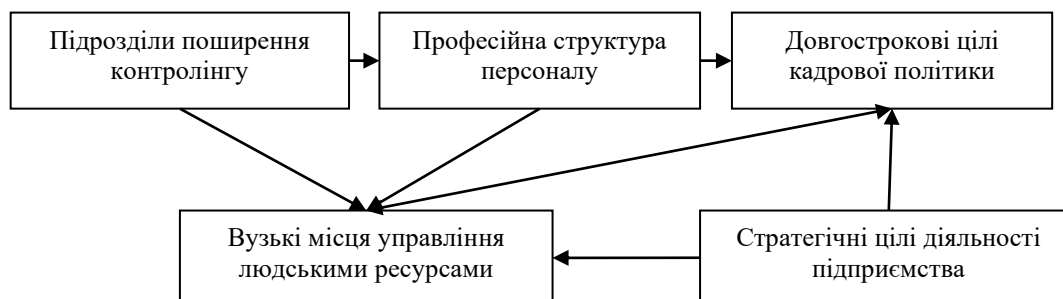 Підрозділи поширення
контролінгу
Професійна структура
персоналу
Довгострокові цілі
кадрової політики
Вузькі місця управління
людськими ресурсами
Стратегічні цілі діяльності
підприємства